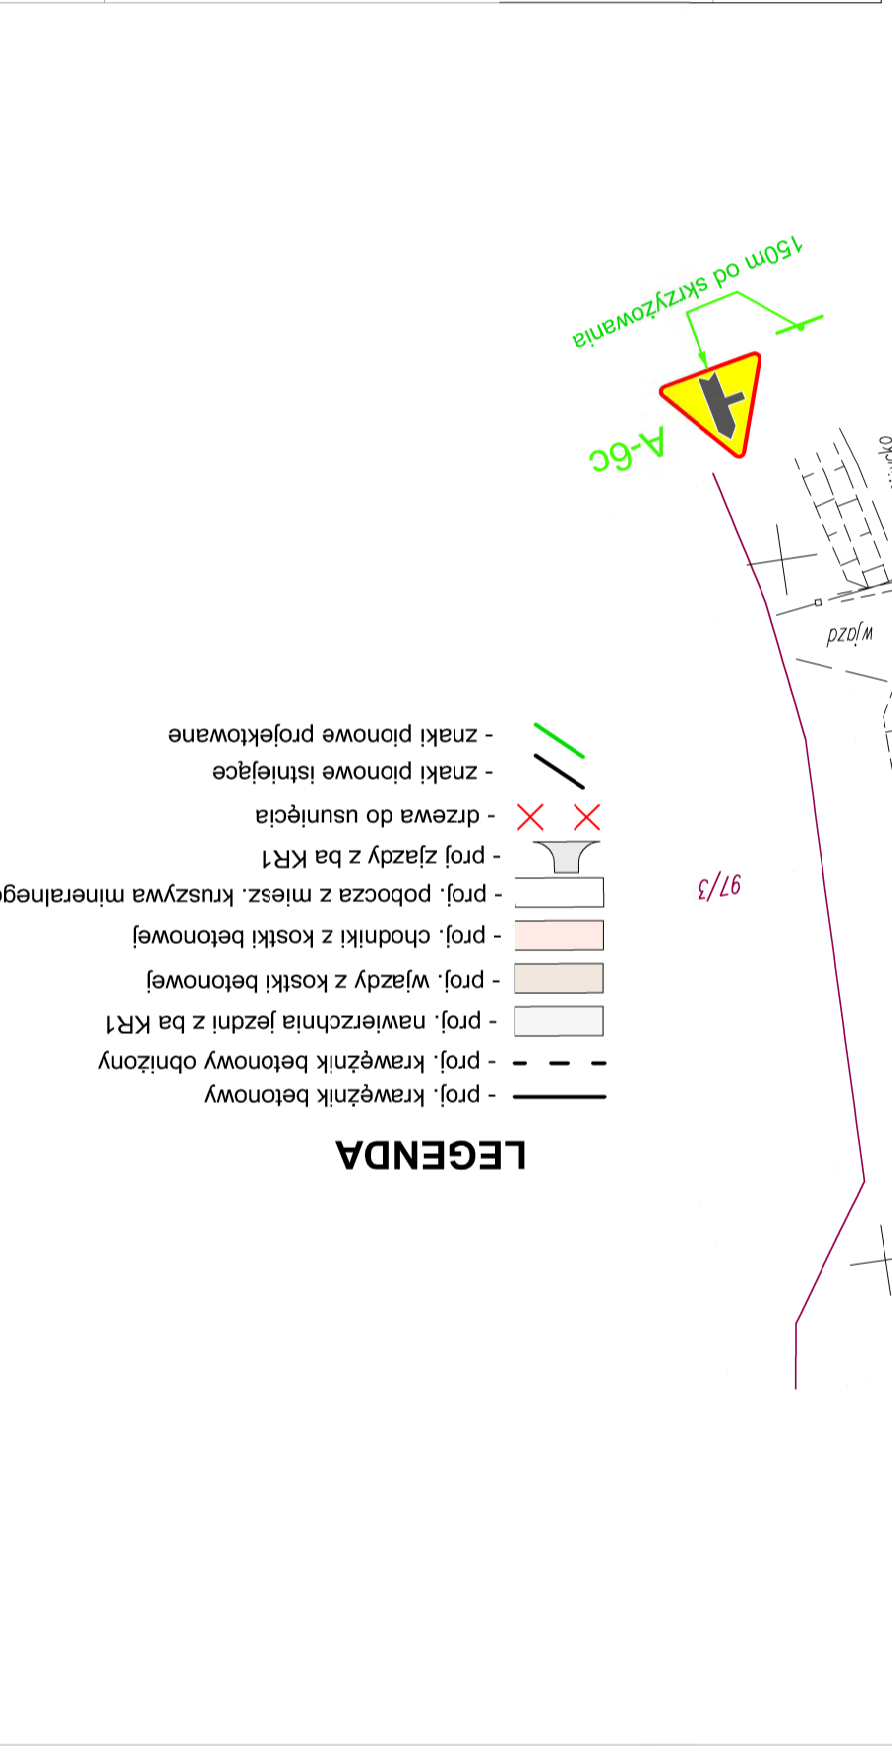 LEGENDA
- proj. krawężnik betonowy
- proj. krawężnik betonowy obniżony
- proj. nawierzchnia jezdni z ba KR1
- proj. wjazdy z kostki betonowej
- proj. chodniki z kostki betonowej
- proj. pobocza z miesz. kruszywa mineralneg
- proj zjazdy z ba KR1
- drzewa do usunięcia
- znaki pionowe istniejące
- znaki pionowe projektowane
97/3
wjazd
A-6c
150m od skrzyżowania